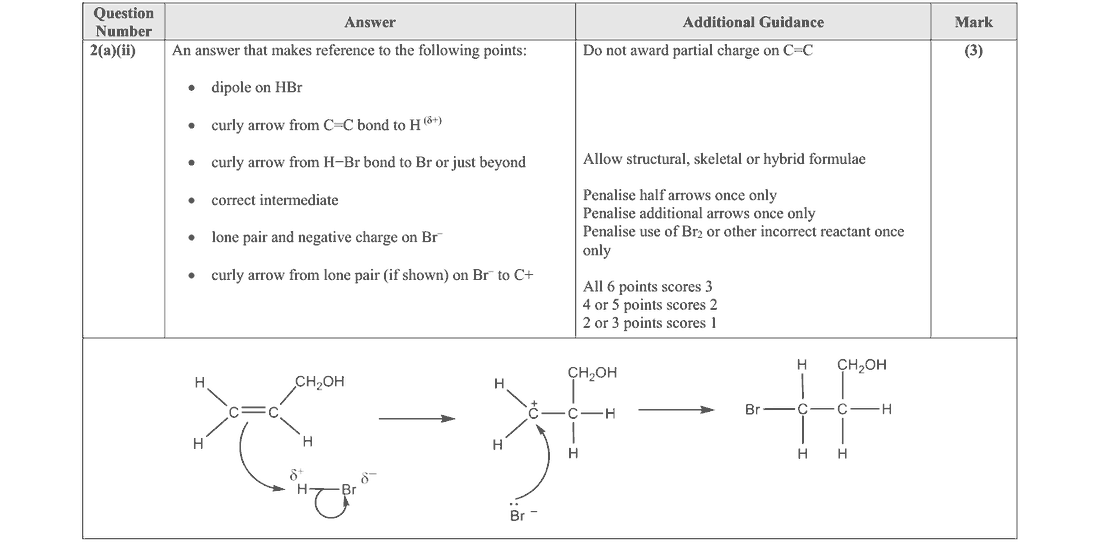 Question Number
Answer
Additional Guidance
Mark
2(a)(ii)
An answer that makes reference to the following points:
• dipole on HBr
• curly arrow from C=C bond to H (δ+)
• curly arrow from H–Br bond to Br or just beyond
• correct intermediate
• lone pair and negative charge on Br⁻
• curly arrow from lone pair (if shown) on Br⁻ to C+
Do not award partial charge on C=C
Allow structural, skeletal or hybrid formulae
Penalise half arrows once only
Penalise additional arrows once only
Penalise use of Br₂ or other incorrect reactant once
only
All 6 points scores 3
4 or 5 points scores 2
2 or 3 points scores 1
(3)
H CH₂OH
C=C
H H
δ+ δ−
H Br
H CH₂OH
+
C C H
H H
Br −
H CH₂OH
Br C C H
H H